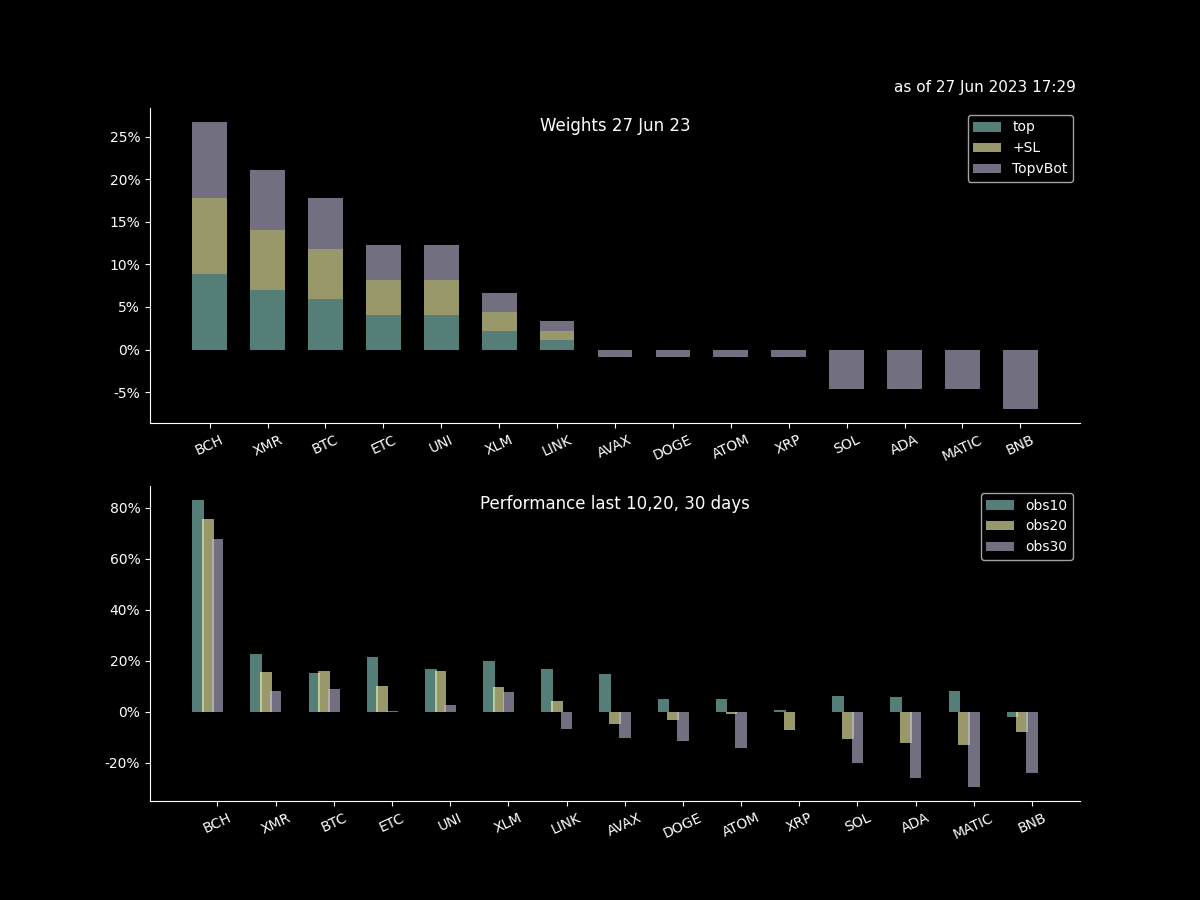 as of 27 Jun 2023 17:29
Weights 27 Jun 23
top
+SL
TopvBot
25%
20%
15%
10%
5%
0%
-5%
BCH XMR BTC ETC UNI XLM LINK AVAX DOGE ATOM XRP SOL ADA MATIC BNB
Performance last 10,20, 30 days
obs10
obs20
obs30
80%
60%
40%
20%
0%
-20%
BCH XMR BTC ETC UNI XLM LINK AVAX DOGE ATOM XRP SOL ADA MATIC BNB